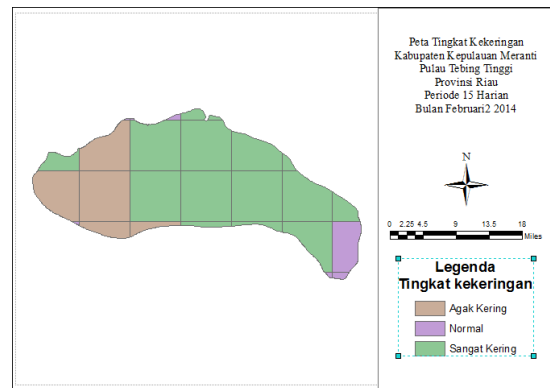 Peta Tingkat Kekeringan
Kabupaten Kepulauan Meranti
Pulau Tebing Tinggi
Provinsi Riau
Periode 15 Harian
Bulan Februari2 2014
N
0 2.25 4.5 9 13.5 18
Miles
Legenda
Tingkat kekeringan
Agak Kering
Normal
Sangat Kering